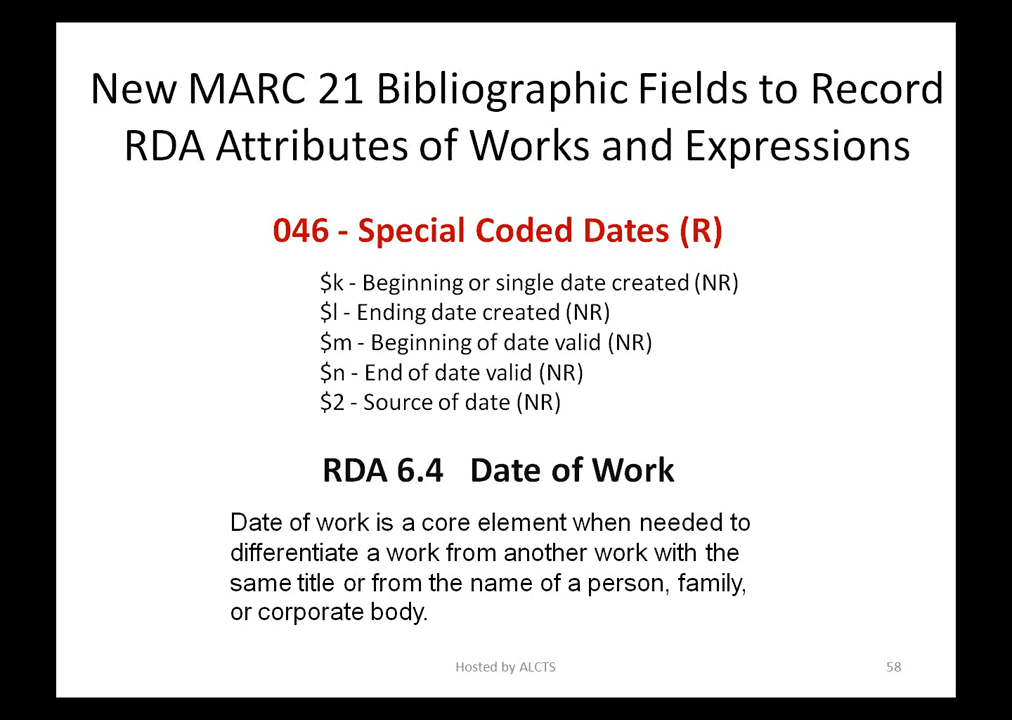 New MARC 21 Bibliographic Fields to Record
RDA Attributes of Works and Expressions
046 - Special Coded Dates (R)
$k - Beginning or single date created (NR)
$l - Ending date created (NR)
$m - Beginning of date valid (NR)
$n - End of date valid (NR)
$2 - Source of date (NR)
RDA 6.4 Date of Work
Date of work is a core element when needed to
differentiate a work from another work with the
same title or from the name of a person, family,
or corporate body.
Hosted by ALCTS
58